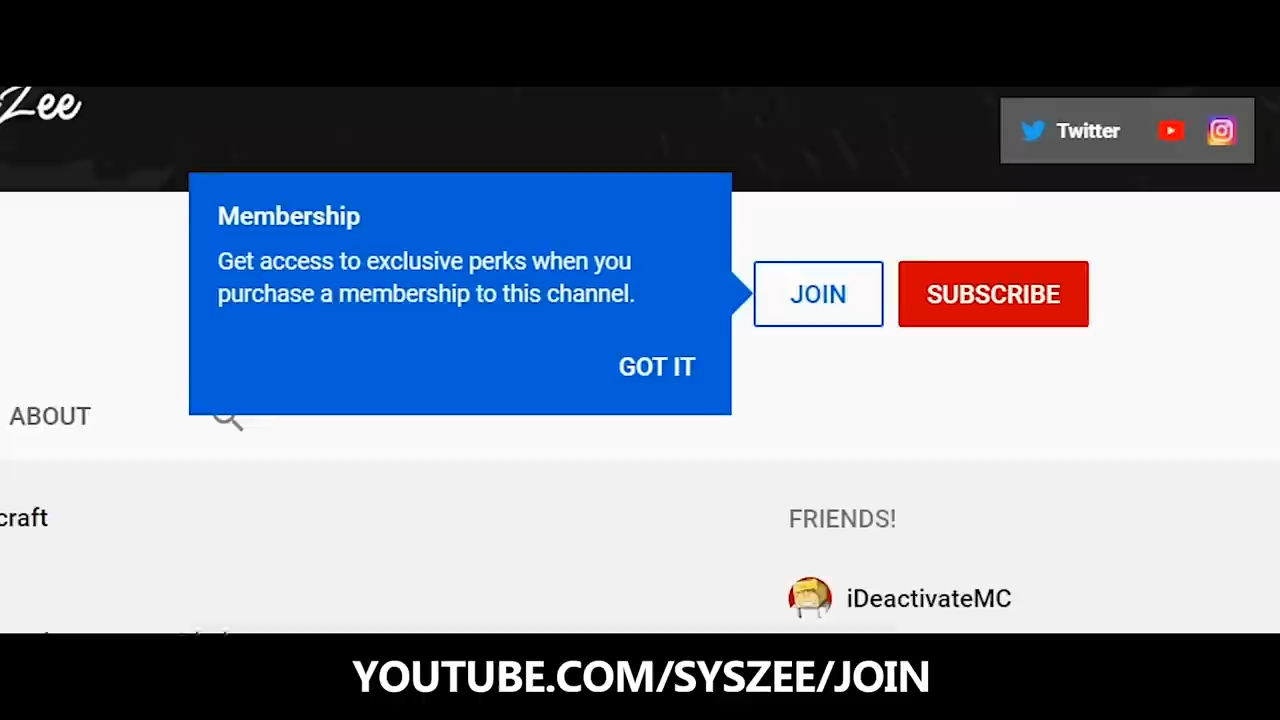 Zee
Twitter
Membership
Get access to exclusive perks when you
purchase a membership to this channel.
GOT IT
JOIN
SUBSCRIBE
ABOUT
craft
FRIENDS!
iDeactivateMC
YOUTUBE.COM/SYSZEE/JOIN